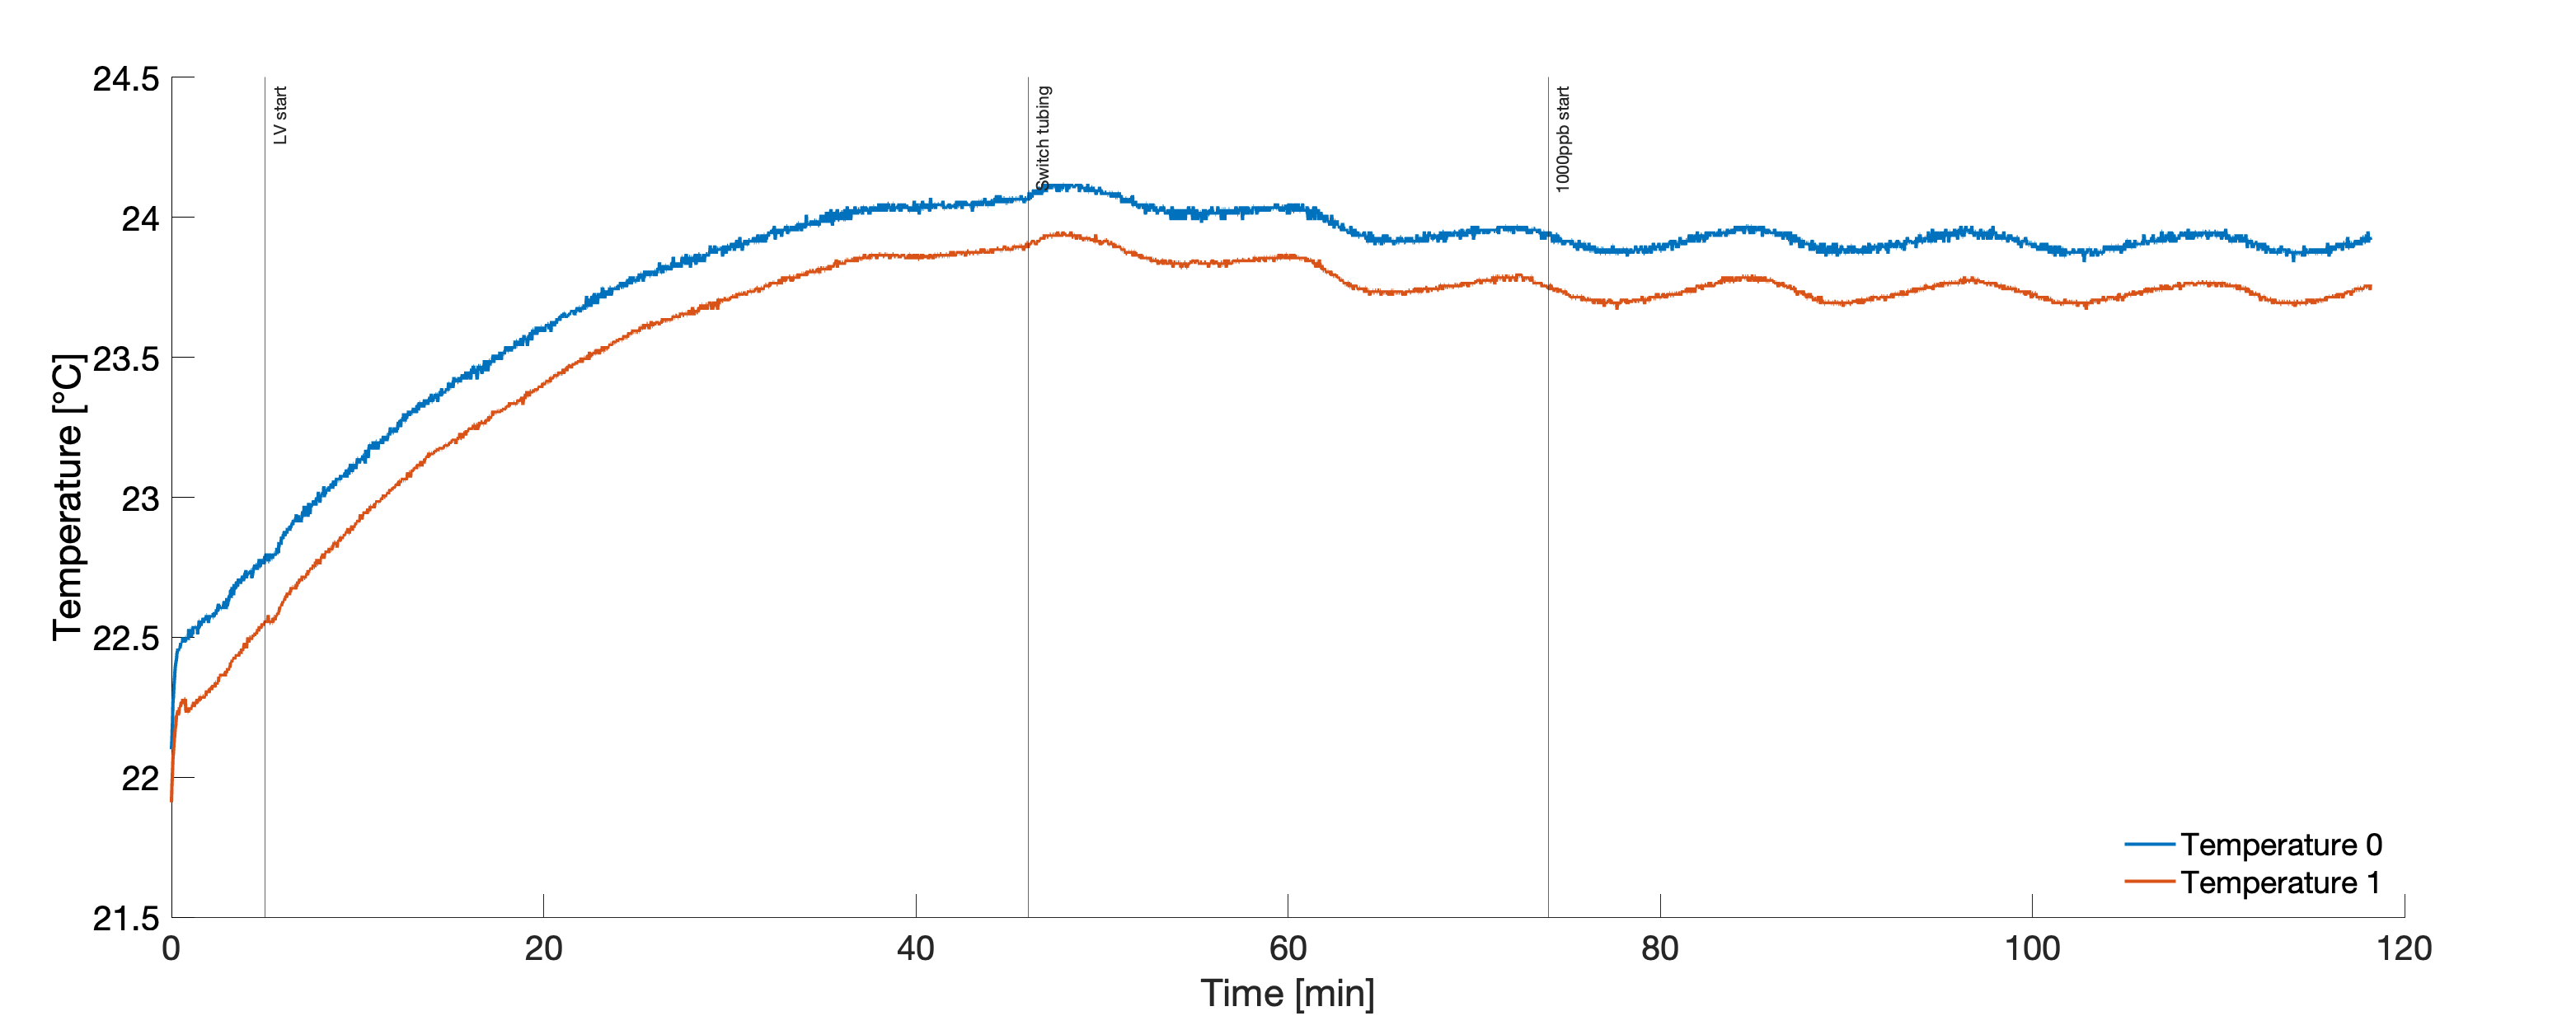 24.5
24
23.5
23
22.5
22
21.5
Temperature [°C]
LV start
Switch tubing
1000ppb start
Temperature 0
Temperature 1
0 20 40 60 80 100 120
Time [min]